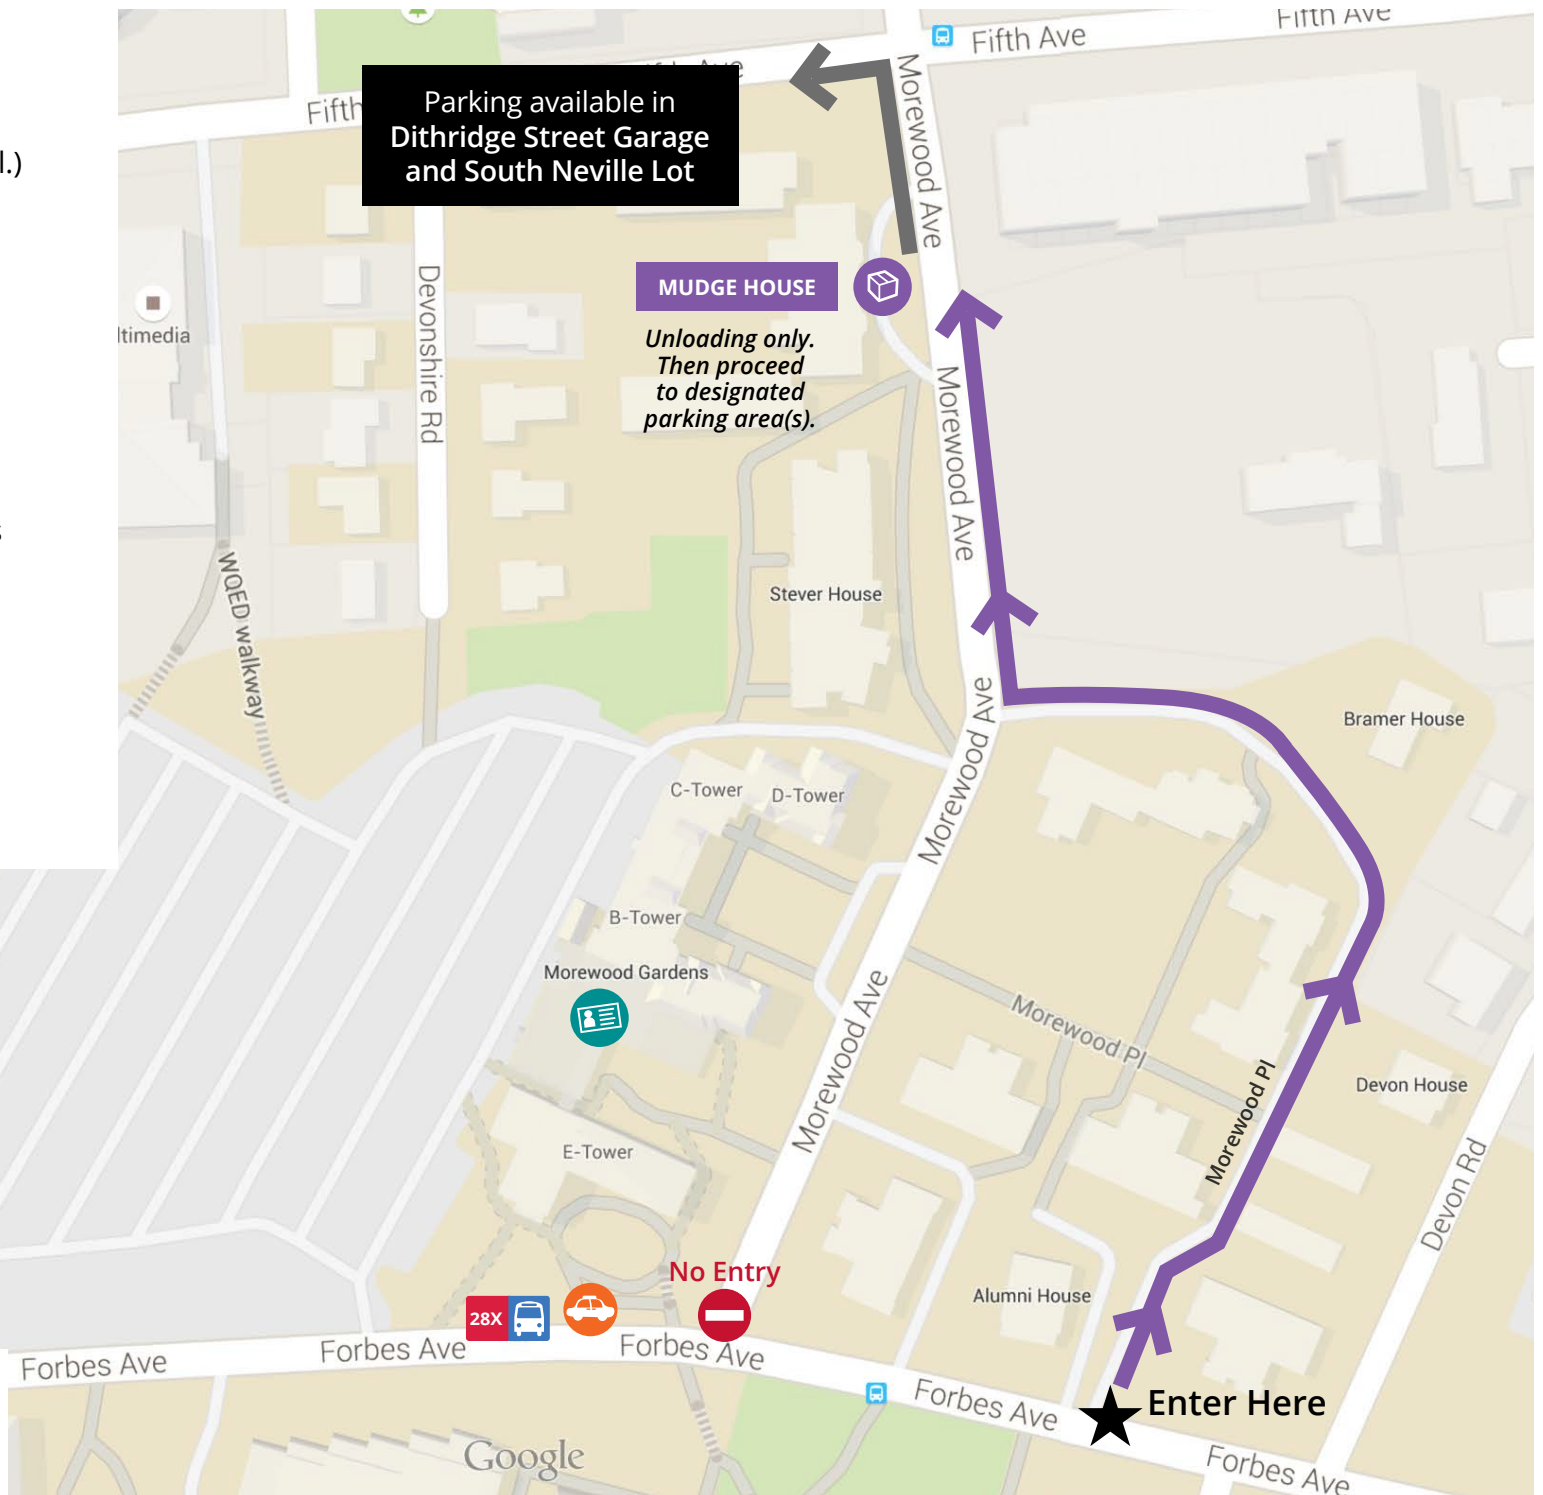 Fifth Ave
Fifth Ave
Fifth
Parking available in
Dithridge Street Garage
and South Neville Lot
Morewood Ave
l.)
MUDGE HOUSE
Unloading only.
Then proceed
to designated
parking area(s).
ltimedia
Devonshire Rd
Morewood Ave
s
WQED walkway
Stever House
Morewood Ave
Bramer House
C-Tower
D-Tower
B-Tower
Morewood Gardens
Morewood Ave
Morewood Pl
Morewood Pl
Devon House
E-Tower
Devon Rd
No Entry
Alumni House
28X
Forbes Ave
Forbes Ave
Forbes Ave
Forbes Ave
Enter Here
Forbes Ave
Google